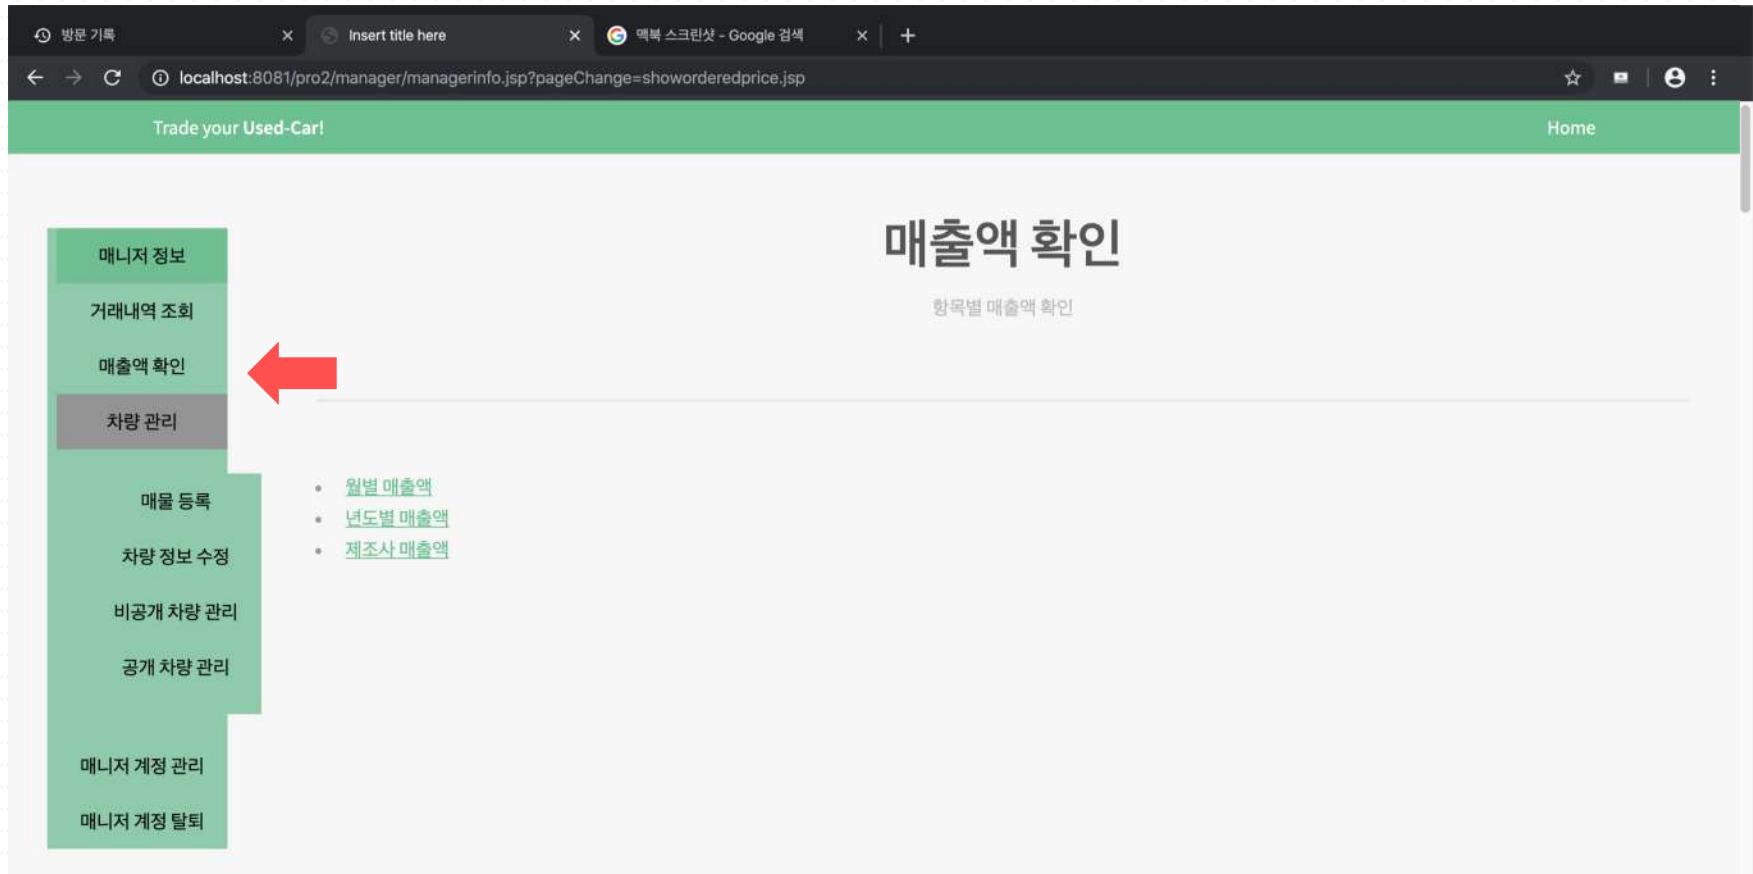 방문 기록
Insert title here
맥북 스크린샷 - Google 검색
localhost:8081/pro2/manager/managerinfo.jsp?pageChange=showorderedprice.jsp
Trade your Used-Car!
Home
매출액 확인
항목별 매출액 확인
매니저 정보
거래내역 조회
매출액 확인
차량 관리
매물 등록
차량 정보 수정
비공개 차량 관리
공개 차량 관리
매니저 계정 관리
매니저 계정 탈퇴
월별 매출액
년도별 매출액
제조사 매출액